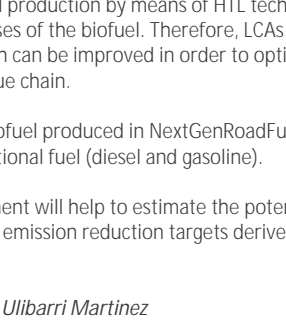 production by means of HTL tech
ses of the biofuel. Therefore, LCAs
n can be improved in order to opti
ue chain.
ofuel produced in NextGenRoadFu
tional fuel (diesel and gasoline).
ment will help to estimate the poten
emission reduction targets derive
Ulibarri Martinez